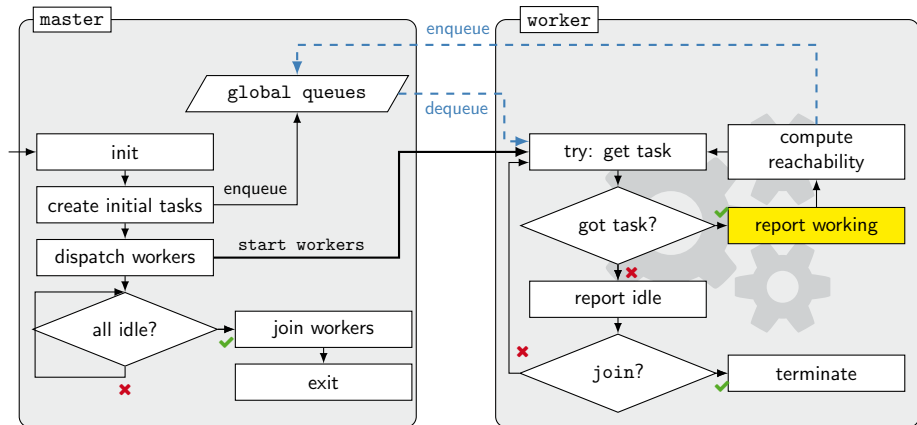 master
global queues
init
enqueue
create initial tasks
start workers
dispatch workers
all idle?
join workers
exit
enqueue
dequeue
worker
try: get task
compute
reachability
got task?
report working
report idle
join?
terminate